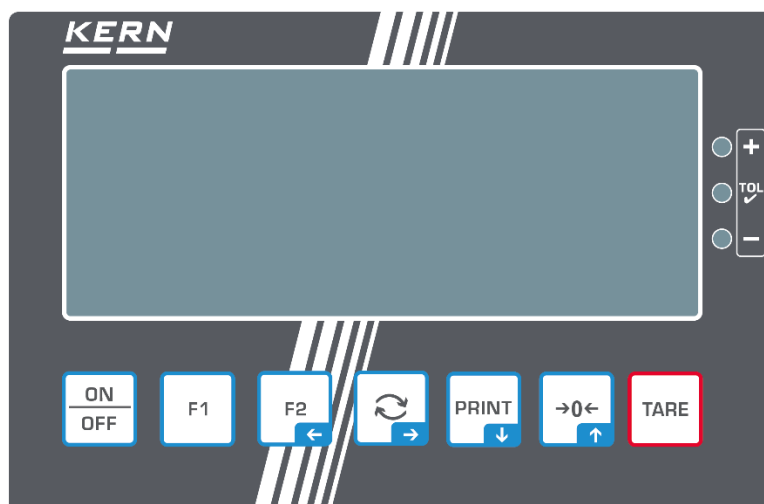 KERN
+
TOL
−
ON
OFF
F1
F2
PRINT
→0←
TARE